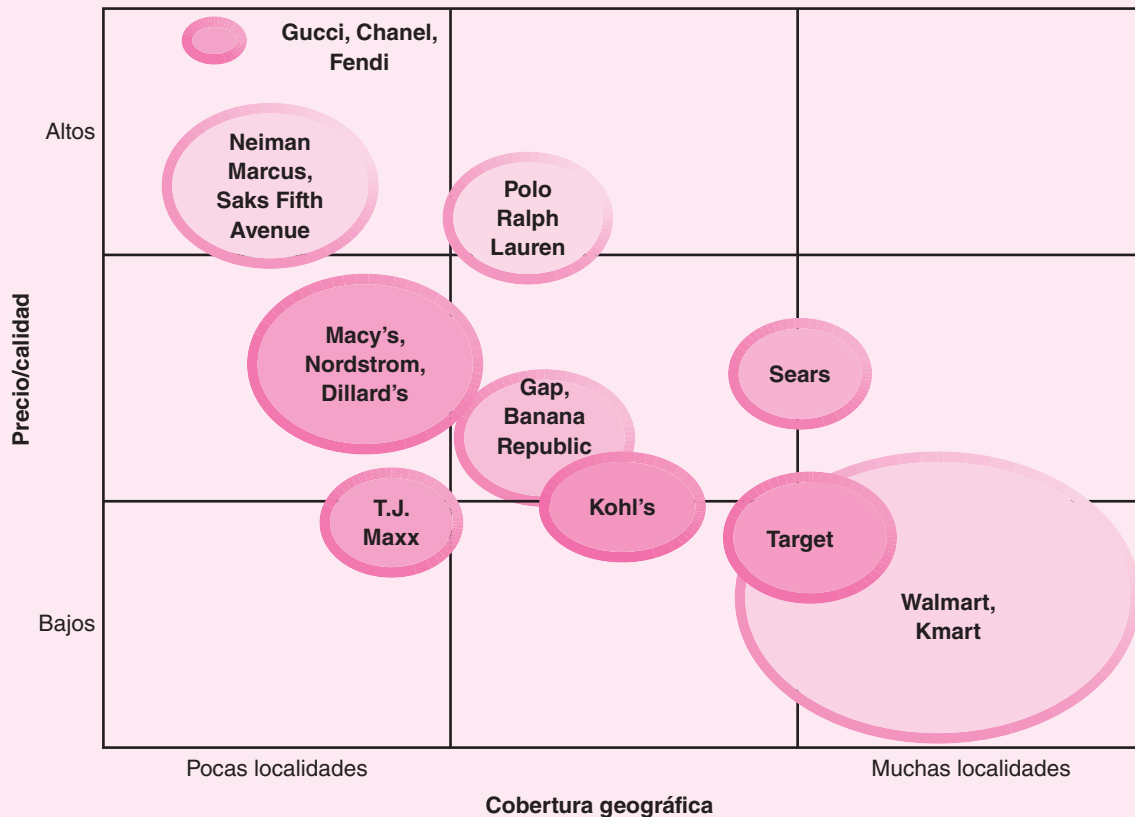 Gucci, Chanel,
Fendi
Altos
Neiman
Marcus,
Saks Fifth
Avenue
Polo
Ralph
Lauren
Precio/calidad
Macy’s,
Nordstrom,
Dillard’s
Gap,
Banana
Republic
Sears
T.J.
Maxx
Kohl’s
Target
Walmart,
Kmart
Bajos
Pocas localidades
Muchas localidades
Cobertura geográfica